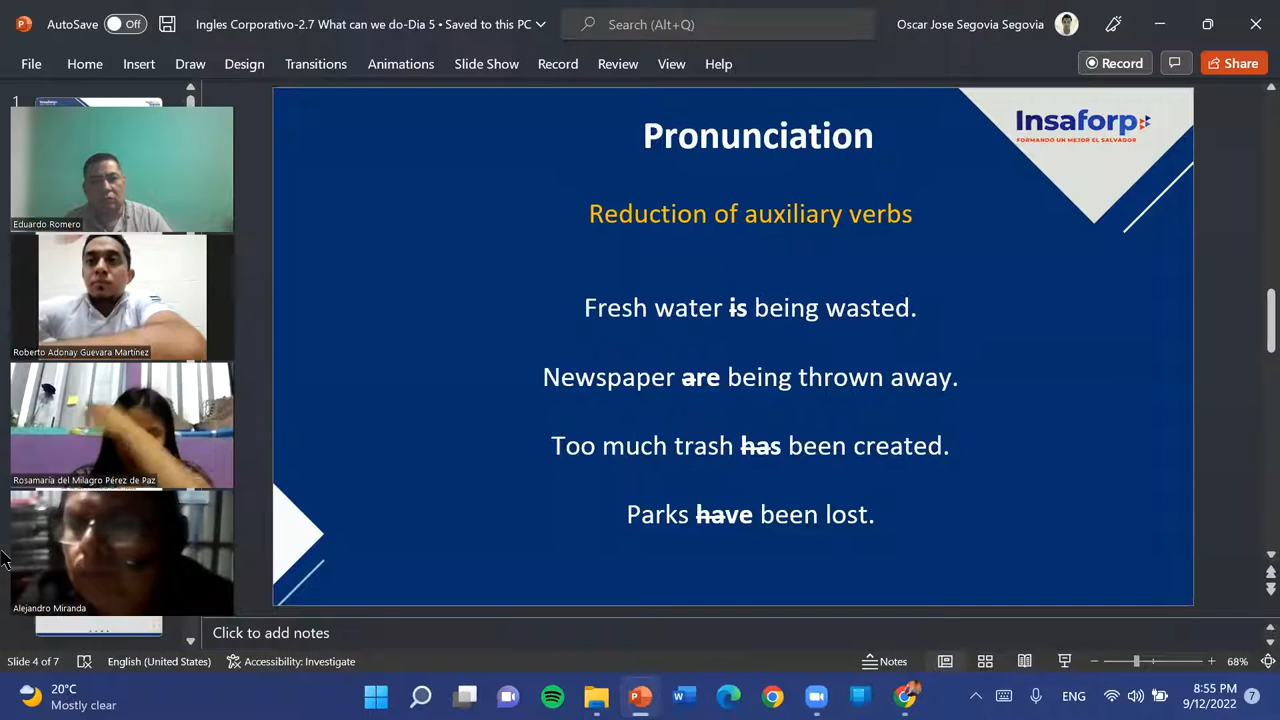 AutoSave Off
Ingles Corporativo-2.7 What can we do-Dia 5 • Saved to this PC
Search (Alt+Q)
Oscar Jose Segovia Segovia
File Home Insert Draw Design Transitions Animations Slide Show Record Review View Help
Record
Share
1
Pronunciation
Insaforp
FORMANDO UN MEJOR EL SALVADOR
Reduction of auxiliary verbs
Fresh water is being wasted.
Newspaper are being thrown away.
Too much trash has been created.
Parks have been lost.
Eduardo Romero
Roberto Adonay Guevara Martínez
Rosamaría del Milagro Pérez de Paz
Alejandro Miranda
Click to add notes
Slide 4 of 7
English (United States)
Accessibility: Investigate
Notes
68%
20°C
Mostly clear
ENG
8:55 PM
9/12/2022
7